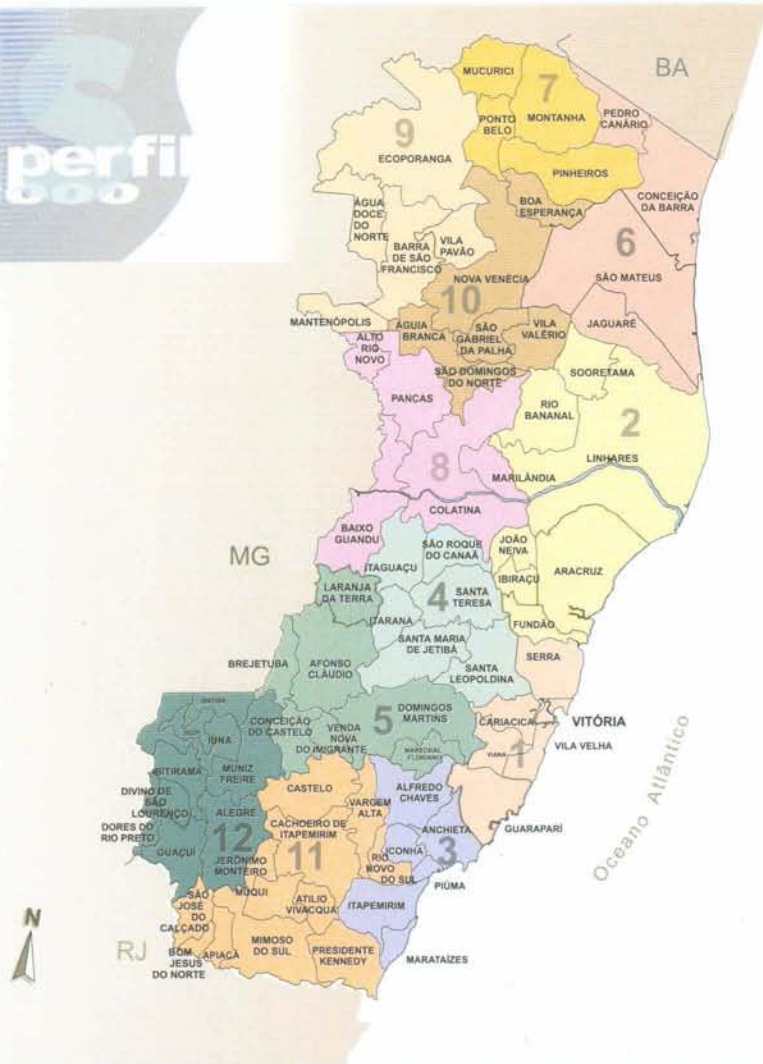 perfil
MUCURICI
7
BA
PONTO
BELO
MONTANHA
PEDRO
CANÁRIO
9
ECOPORANGA
PINHEIROS
CONCEIÇÃO
DA BARRA
BOA
ESPERANÇA
ÁGUA
DOCE
DO
NORTE
BARRA
DE SÃO
FRANCISCO
VILA
PAVÃO
6
SÃO MATEUS
NOVA VENÉCIA
10
MANTENÓPOLIS
ÁGUIA
BRANCA
SÃO
GABRIEL
DA PALHA
VILA
VALÉRIO
JAGUARÉ
ALTO
RIO
NOVO
SÃO DOMINGOS
DO NORTE
SOORETAMA
PANCAS
RIO
BANANAL
2
LINHARES
8
MARILÂNDIA
COLATINA
BAIXO
GUANDU
MG
ITAGUAÇU
SÃO ROQUE
DO CANAÃ
JOÃO
NEIVA
IBIRAÇU
ARACRUZ
LARANJA
DA TERRA
4
SANTA
TERESA
ITARANA
FUNDÃO
SANTA MARIA
DE JETIBÁ
SERRA
BREJETUBA
AFONSO
CLÁUDIO
SANTA
LEOPOLDINA
CONCEIÇÃO
DO CASTELO
VENDA
NOVA
DO IMIGRANTE
5
DOMINGOS
MARTINS
MARECHAL
FLORIANO
CARIACICA
VITÓRIA
VIANA
1
VILA VELHA
IÚNA
IBITIRAMA
MUNIZ
FREIRE
DIVINO DE
SÃO
LOURENÇO
DORES DO
RIO PRETO
GUAÇUÍ
ALEGRE
12
JERÔNIMO
MONTEIRO
CASTELO
CACHOEIRO DE
ITAPEMIRIM
11
VARGEM
ALTA
ALFREDO
CHAVES
ANCHIETA
GUARAPARÍ
Oceano Atlântico
ICONHA
3
RIO
NOVO
DO SUL
PIÚMA
MUQUI
ATILIO
VIVACQUA
ITAPEMIRIM
SÃO
JOSÉ
DO
CALÇADO
N
RJ
BOM
JESUS
DO NORTE
APIACÁ
MIMOSO
DO SUL
PRESIDENTE
KENNEDY
MARATAÍZES